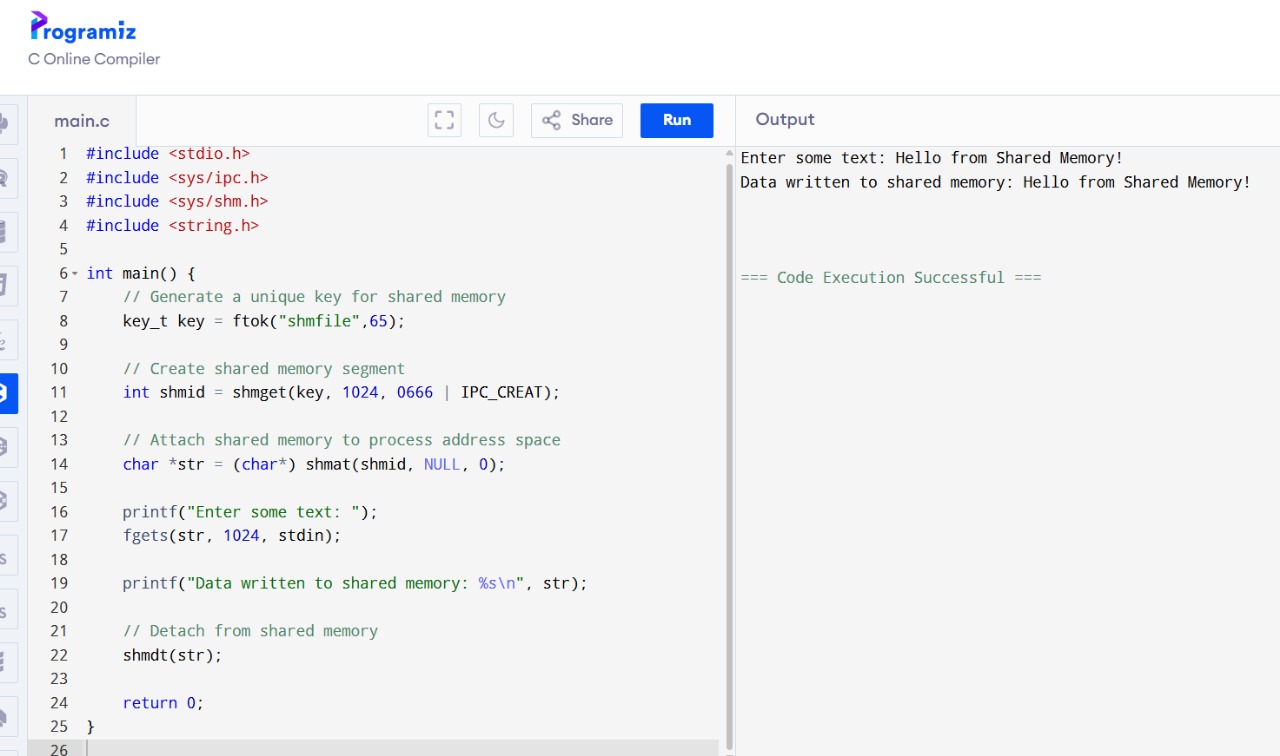 Programiz
C Online Compiler
main.c
Share
Run
Output
1 #include <stdio.h>
2 #include <sys/ipc.h>
3 #include <sys/shm.h>
4 #include <string.h>
5
6 int main() {
7     // Generate a unique key for shared memory
8     key_t key = ftok("shmfile",65);
9
10
    // Create shared memory segment
11     int shmid = shmget(key, 1024, 0666 | IPC_CREAT);
12
13     // Attach shared memory to process address space
14     char *str = (char*) shmat(shmid, NULL, 0);
15
16     printf("Enter some text: ");
17     fgets(str, 1024, stdin);
18
19     printf("Data written to shared memory: %s\n", str);
20
21     // Detach from shared memory
22     shmdt(str);
23
24     return 0;
25 }
26
Enter some text: Hello from Shared Memory!
Data written to shared memory: Hello from Shared Memory!
=== Code Execution Successful ===